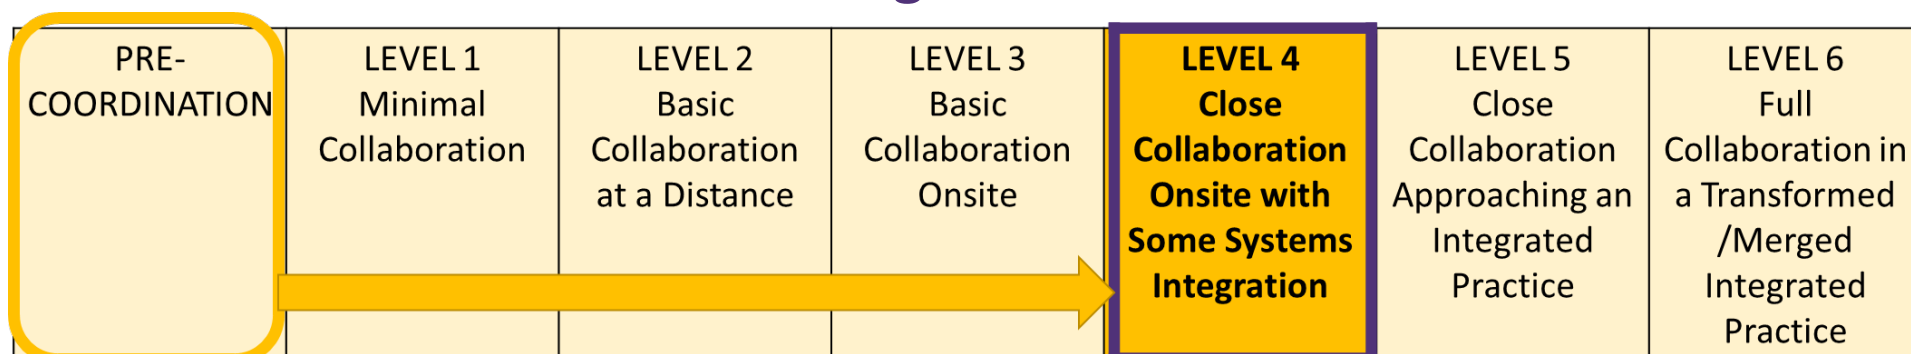 PRE-
COORDINATION
LEVEL 1
Minimal
Collaboration
LEVEL 2
Basic
Collaboration
at a Distance
LEVEL 3
Basic
Collaboration
Onsite
LEVEL 4
Close
Collaboration
Onsite with
Some Systems
Integration
LEVEL 5
Close
Collaboration
Approaching an
Integrated
Practice
LEVEL 6
Full
Collaboration in
a Transformed
/Merged
Integrated
Practice